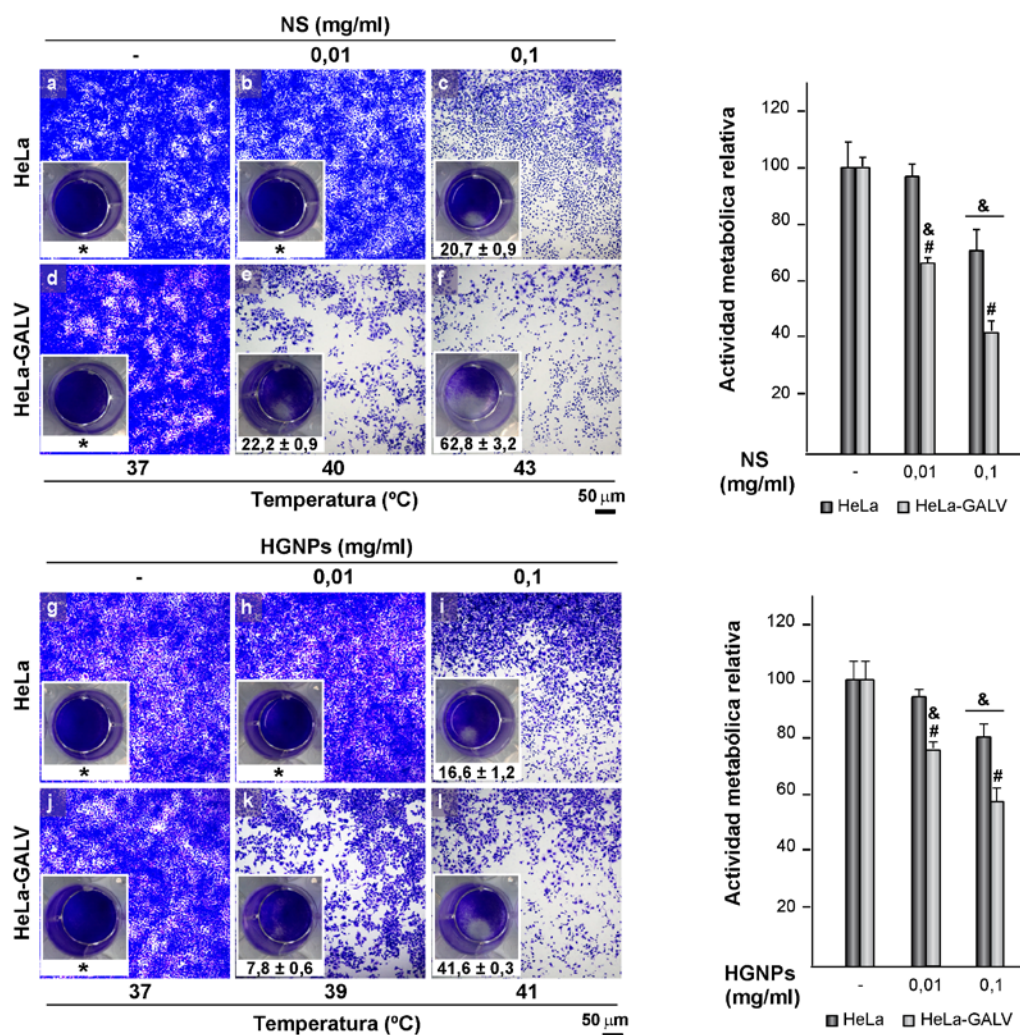 NS (mg/ml)
- 0,01 0,1
HeLa
a b c
* * 20,7 ± 0,9
HeLa-GALV
d e f
* 22,2 ± 0,9 62,8 ± 3,2
37 40 43
Temperatura (ºC)
50 µm
Actividad metabólica relativa
120
100
80
60
40
20
&
#
&
#
NS
(mg/ml)
- 0,01 0,1
HeLa HeLa-GALV
HGNPs (mg/ml)
- 0,01 0,1
HeLa
g h i
* * 16,6 ± 1,2
HeLa-GALV
j k l
* 7,8 ± 0,6 41,6 ± 0,3
37 39 41
Temperatura (ºC)
50 µm
Actividad metabólica relativa
120
100
80
60
40
20
&
#
&
#
HGNPs
(mg/ml)
- 0,01 0,1
HeLa HeLa-GALV